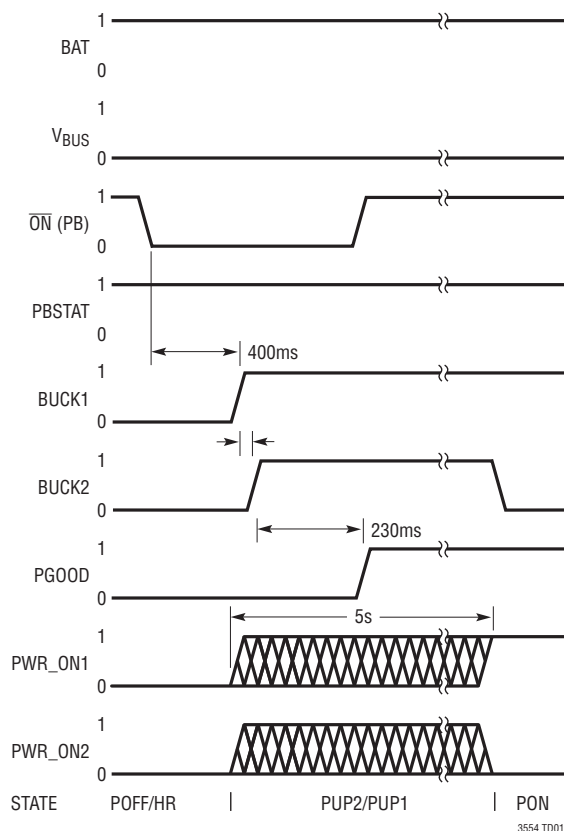 1
BAT
0
1
VBUS
0
1
ON (PB)
0
1
PBSTAT
0
400ms
1
BUCK1
0
1
BUCK2
0
230ms
1
PGOOD
0
5s
1
PWR_ON1
0
1
PWR_ON2
0
STATE POFF/HR PUP2/PUP1 PON
3554 TD01